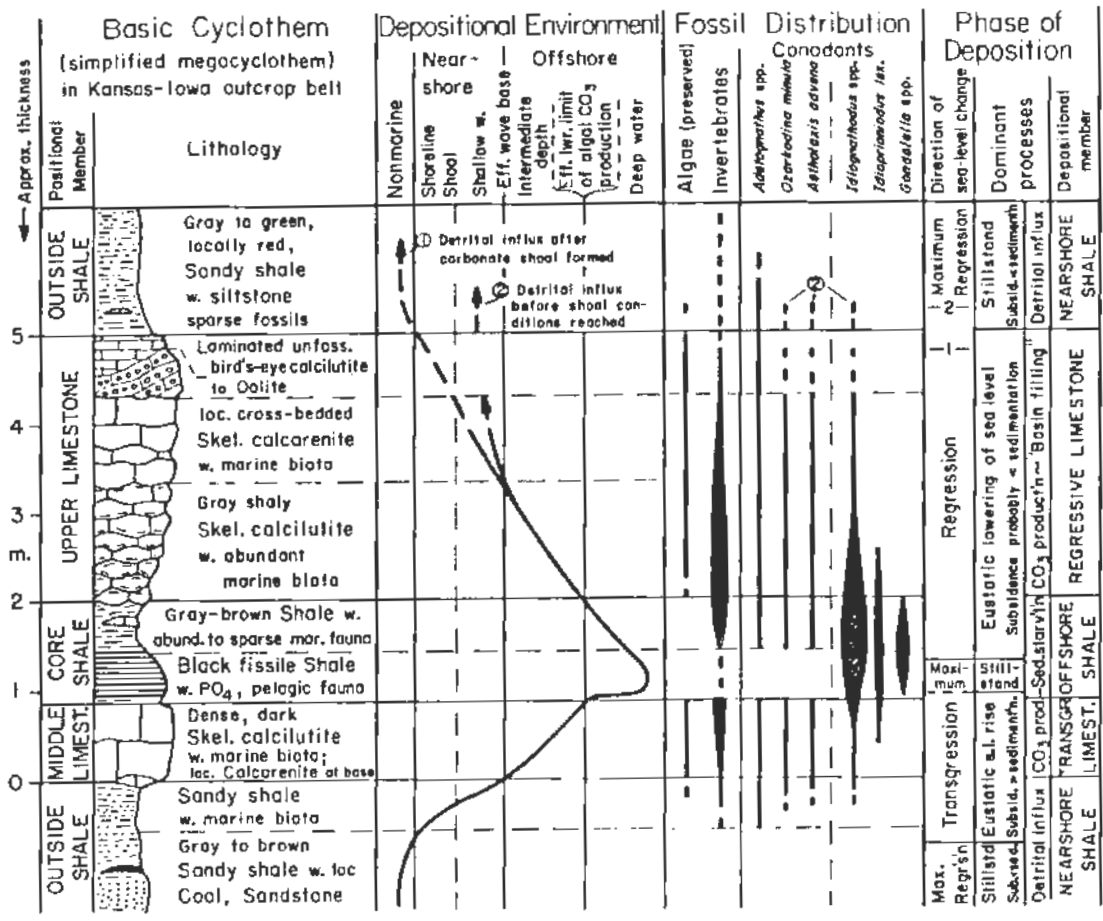 Basic Cyclothem
(simplified megacyclothem)
in Kansas-Iowa outcrop belt
Depositional Environment
Fossil Distribution
Conodonts
Phase of
Deposition
Approx. thickness
Positional
Member
Lithology
Nonmarine
Near-
shore
Shoreline
Shoal
Shallow w.
Eff. wave base
Offshore
Intermediate
depth
Eff. lwr. limit
of algal CO3
production
Deep water
Algae (preserved)
Invertebrates
Adetognathus spp.
Ozarkodina minuta
Aethotaxis advena
Idiognathodus spp.
Idioprioniodus lex.
Gondolella spp.
Direction of
sea-level change
Dominant
processes
Depositional
member
OUTSIDE
SHALE
Gray to green,
locally red,
Sandy shale
w. siltstone
sparse fossils
① Detrital influx after
carbonate shoal formed
② Detrital influx
before shoal con-
ditions reached
②
Maximum
Regression
1
2
Stillstand
Subsid.<sedimentn
Detrital influx
NEARSHORE
SHALE
5
4
3
m.
2
1
0
UPPER LIMESTONE
Laminated unfoss.
bird's-eye calcilutite
to Oolite
loc. cross-bedded
Skel. calcarenite
w. marine biota
Gray shaly
Skel. calcilutite
w. abundant
marine biota
Regression
Eustatic lowering of sea level
Subsidence probably < sedimentation
CO3 product'n~"Basin filling"
REGRESSIVE LIMESTONE
CORE
SHALE
Gray-brown Shale w.
abund. to sparse mar. fauna
Black fissile Shale
w. PO4, pelagic fauna
Maxi-
mum
Still-
stand
Sed.starv'n
OFFSHORE
SHALE
MIDDLE
LIMEST.
Dense, dark
Skel. calcilutite
w. marine biota;
loc. Calcarenite at base
Transgression
Eustatic s.l. rise
Subsid.>sediment'n.
CO3 prod.
TRANSGR.
LIMEST.
OUTSIDE
SHALE
Sandy shale
w. marine biota
Gray to brown
Sandy shale w. loc
Coal, Sandstone
Max.
Regr's'n
Stillstd
Detrital influx
NEARSHORE
SHALE